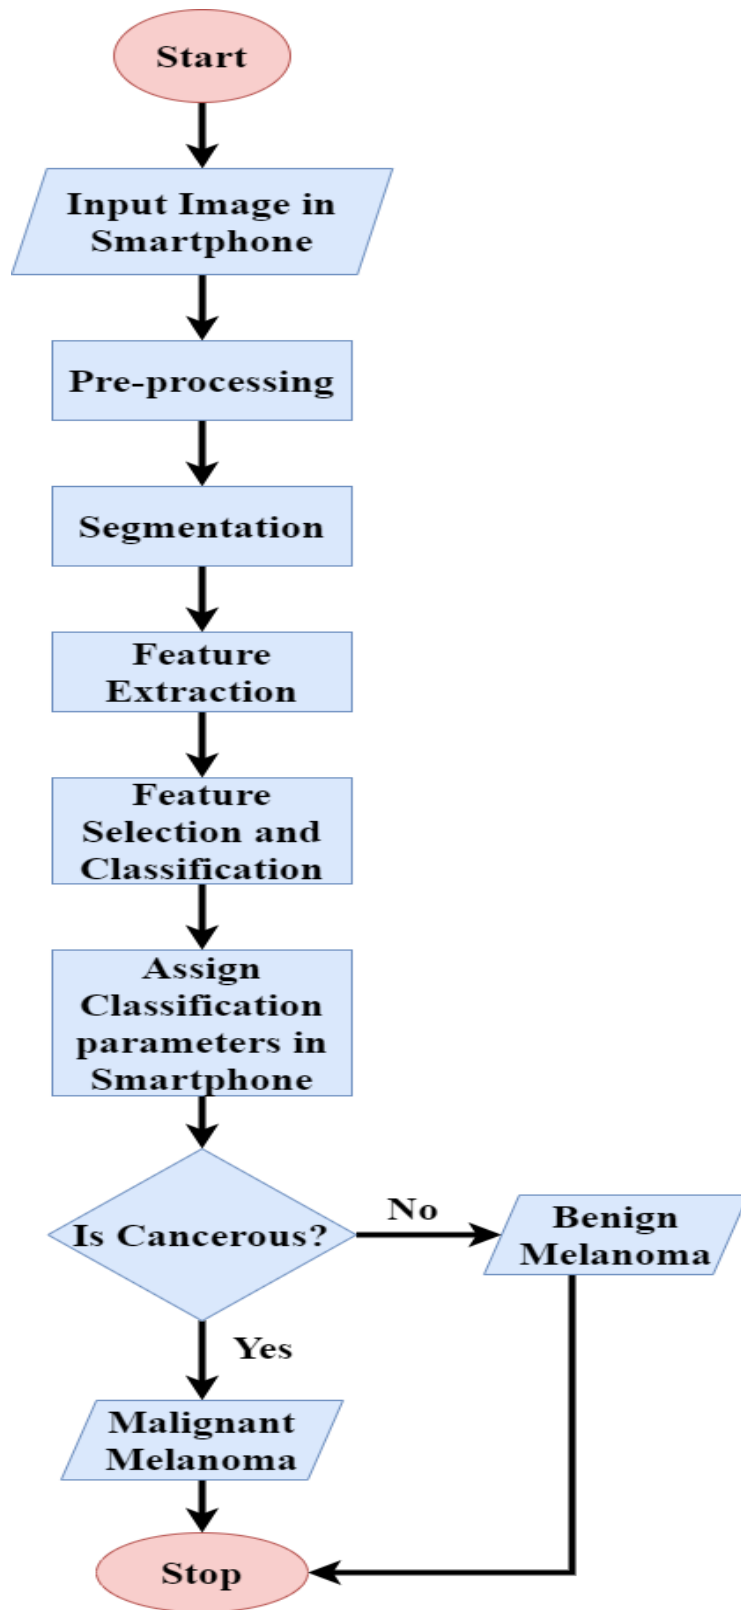 Start
Input Image in
Smartphone
Pre-processing
Segmentation
Feature
Extraction
Feature
Selection and
Classification
Assign
Classification
parameters in
Smartphone
Is Cancerous?
No
Benign
Melanoma
Yes
Malignant
Melanoma
Stop